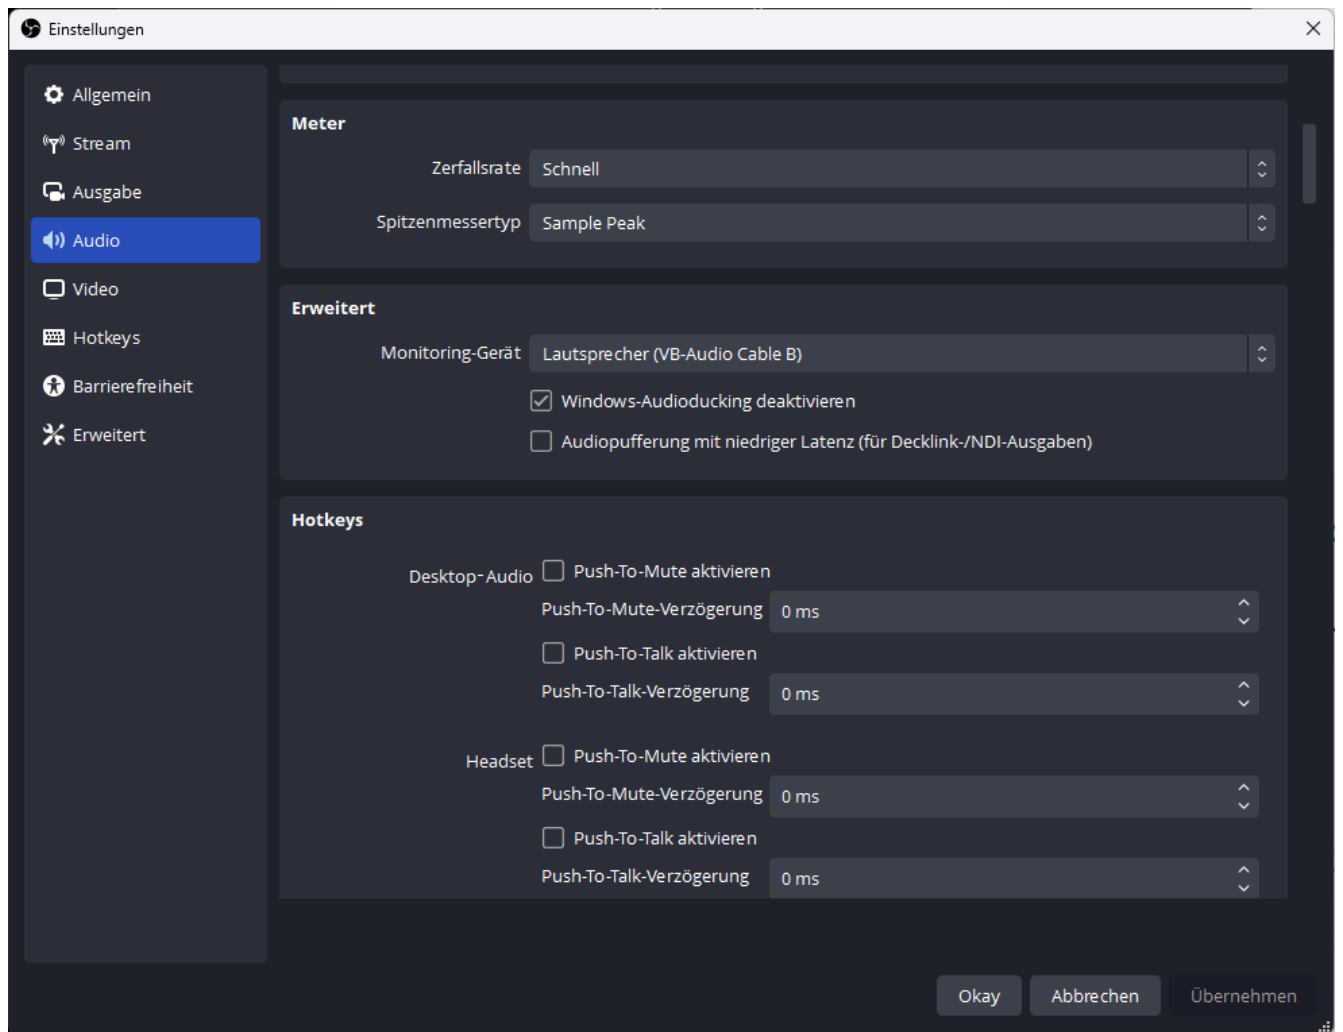 Einstellungen
Allgemein
Stream
Ausgabe
Audio
Video
Hotkeys
Barrierefreiheit
Erweitert
Meter
Zerfallsrate Schnell
Spitzenmessertyp Sample Peak
Erweitert
Monitoring-Gerät Lautsprecher (VB-Audio Cable B)
Windows-Audioducking deaktivieren
Audiopufferung mit niedriger Latenz (für Decklink-/NDI-Ausgaben)
Hotkeys
Desktop-Audio Push-To-Mute aktivieren
Push-To-Mute-Verzögerung 0 ms
Push-To-Talk aktivieren
Push-To-Talk-Verzögerung 0 ms
Headset Push-To-Mute aktivieren
Push-To-Mute-Verzögerung 0 ms
Push-To-Talk aktivieren
Push-To-Talk-Verzögerung 0 ms
Okay Abbrechen Übernehmen